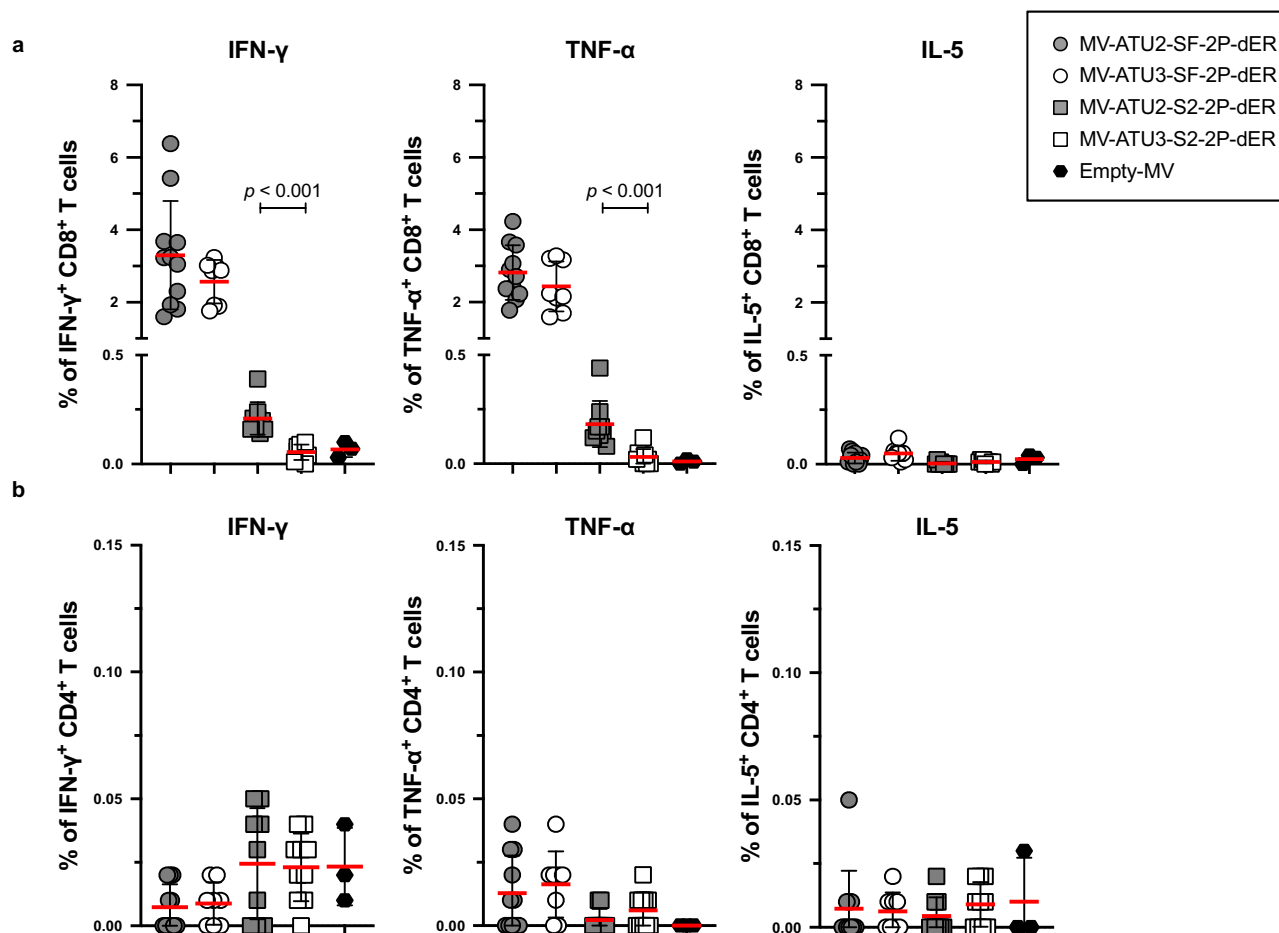 a
IFN-γ
TNF-α
IL-5
MV-ATU2-SF-2P-dER
MV-ATU3-SF-2P-dER
MV-ATU2-S2-2P-dER
MV-ATU3-S2-2P-dER
Empty-MV
% of IFN-γ⁺ CD8⁺ T cells
8
6
4
2
0.5
0.0
p < 0.001
% of TNF-α⁺ CD8⁺ T cells
8
6
4
2
0.5
0.0
p < 0.001
% of IL-5⁺ CD8⁺ T cells
8
6
4
2
0.5
0.0
b
IFN-γ
TNF-α
IL-5
% of IFN-γ⁺ CD4⁺ T cells
0.15
0.10
0.05
0.00
% of TNF-α⁺ CD4⁺ T cells
0.15
0.10
0.05
0.00
% of IL-5⁺ CD4⁺ T cells
0.15
0.10
0.05
0.00